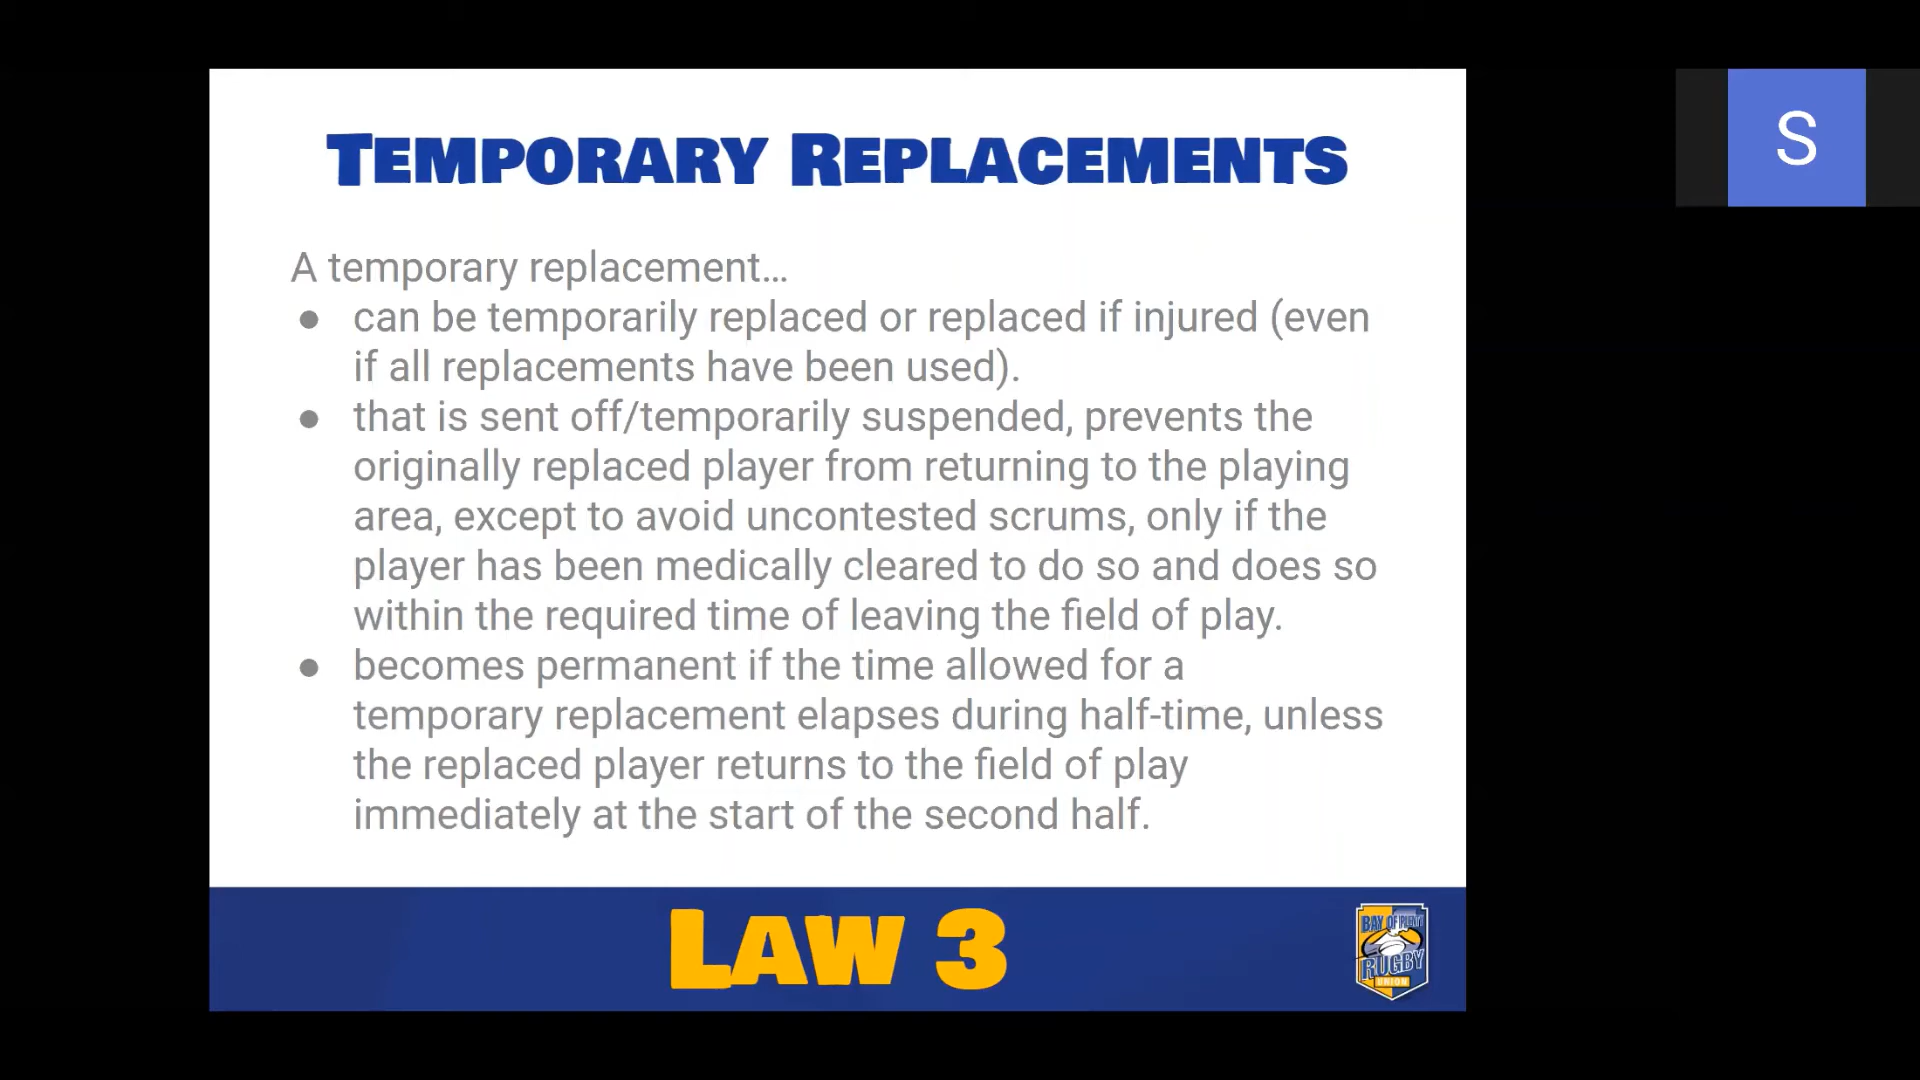 TEMPORARY REPLACEMENTS
S
A temporary replacement...
● can be temporarily replaced or replaced if injured (even
if all replacements have been used).
● that is sent off/temporarily suspended, prevents the
originally replaced player from returning to the playing
area, except to avoid uncontested scrums, only if the
player has been medically cleared to do so and does so
within the required time of leaving the field of play.
● becomes permanent if the time allowed for a
temporary replacement elapses during half-time, unless
the replaced player returns to the field of play
immediately at the start of the second half.
LAW 3
BAY OF PLENTY
RUGBY
UNION